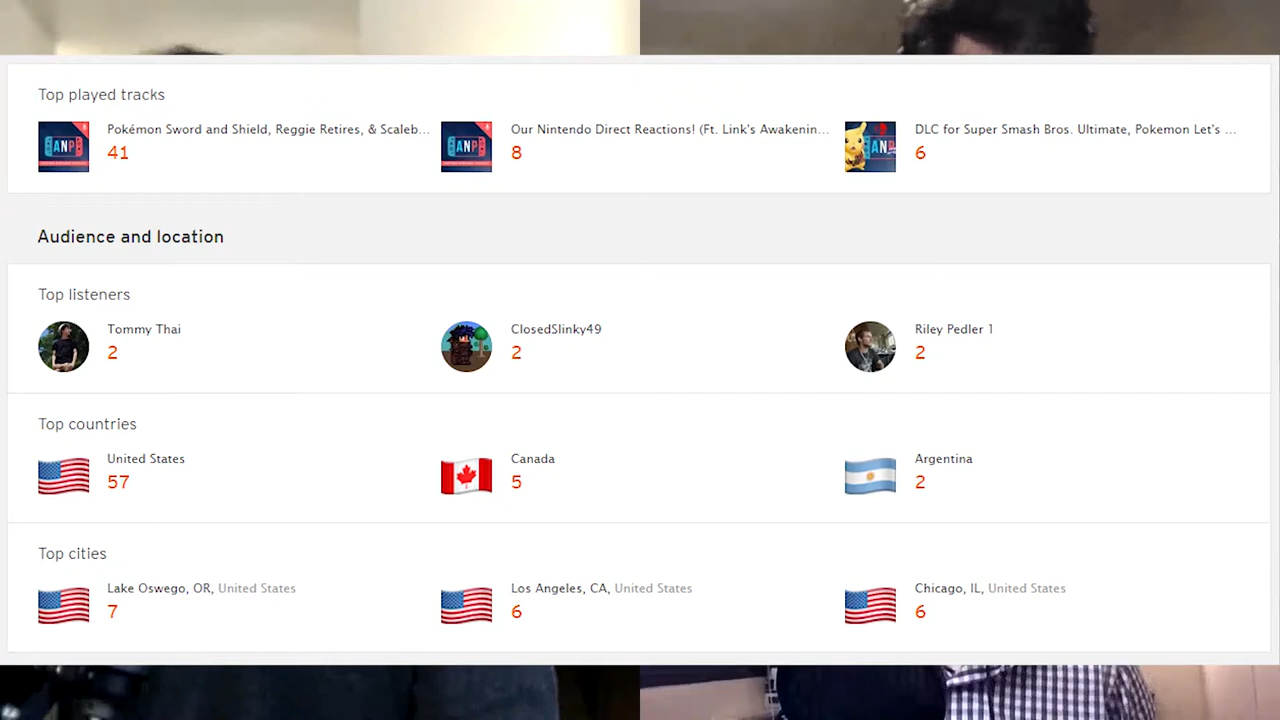 Top played tracks
Pokémon Sword and Shield, Reggie Retires, & Scaleb...
41
Our Nintendo Direct Reactions! (Ft. Link's Awakenin...
8
DLC for Super Smash Bros. Ultimate, Pokemon Let's ...
6
ANP
ANP
AN
Audience and location
Top listeners
Tommy Thai
2
ClosedSlinky49
2
Riley Pedler 1
2
Top countries
United States
57
Canada
5
Argentina
2
Top cities
Lake Oswego, OR, United States
7
Los Angeles, CA, United States
6
Chicago, IL, United States
6